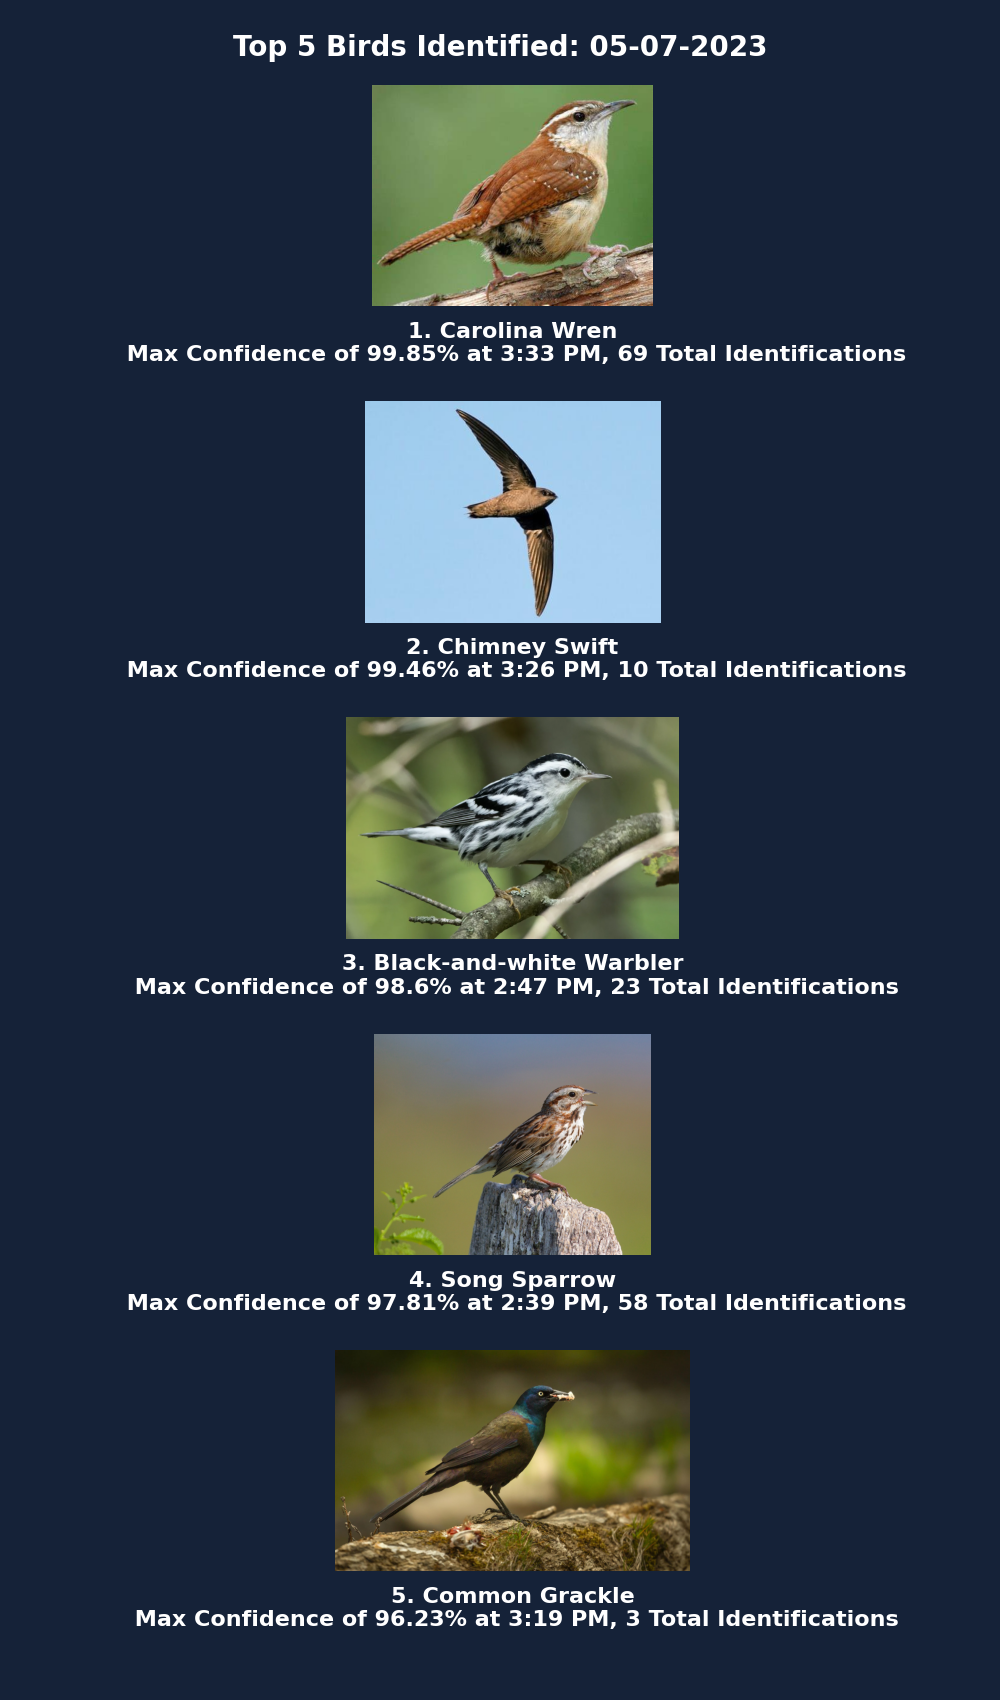 Top 5 Birds Identified: 05-07-2023
1. Carolina Wren
Max Confidence of 99.85% at 3:33 PM, 69 Total Identifications
2. Chimney Swift
Max Confidence of 99.46% at 3:26 PM, 10 Total Identifications
3. Black-and-white Warbler
Max Confidence of 98.6% at 2:47 PM, 23 Total Identifications
4. Song Sparrow
Max Confidence of 97.81% at 2:39 PM, 58 Total Identifications
5. Common Grackle
Max Confidence of 96.23% at 3:19 PM, 3 Total Identifications